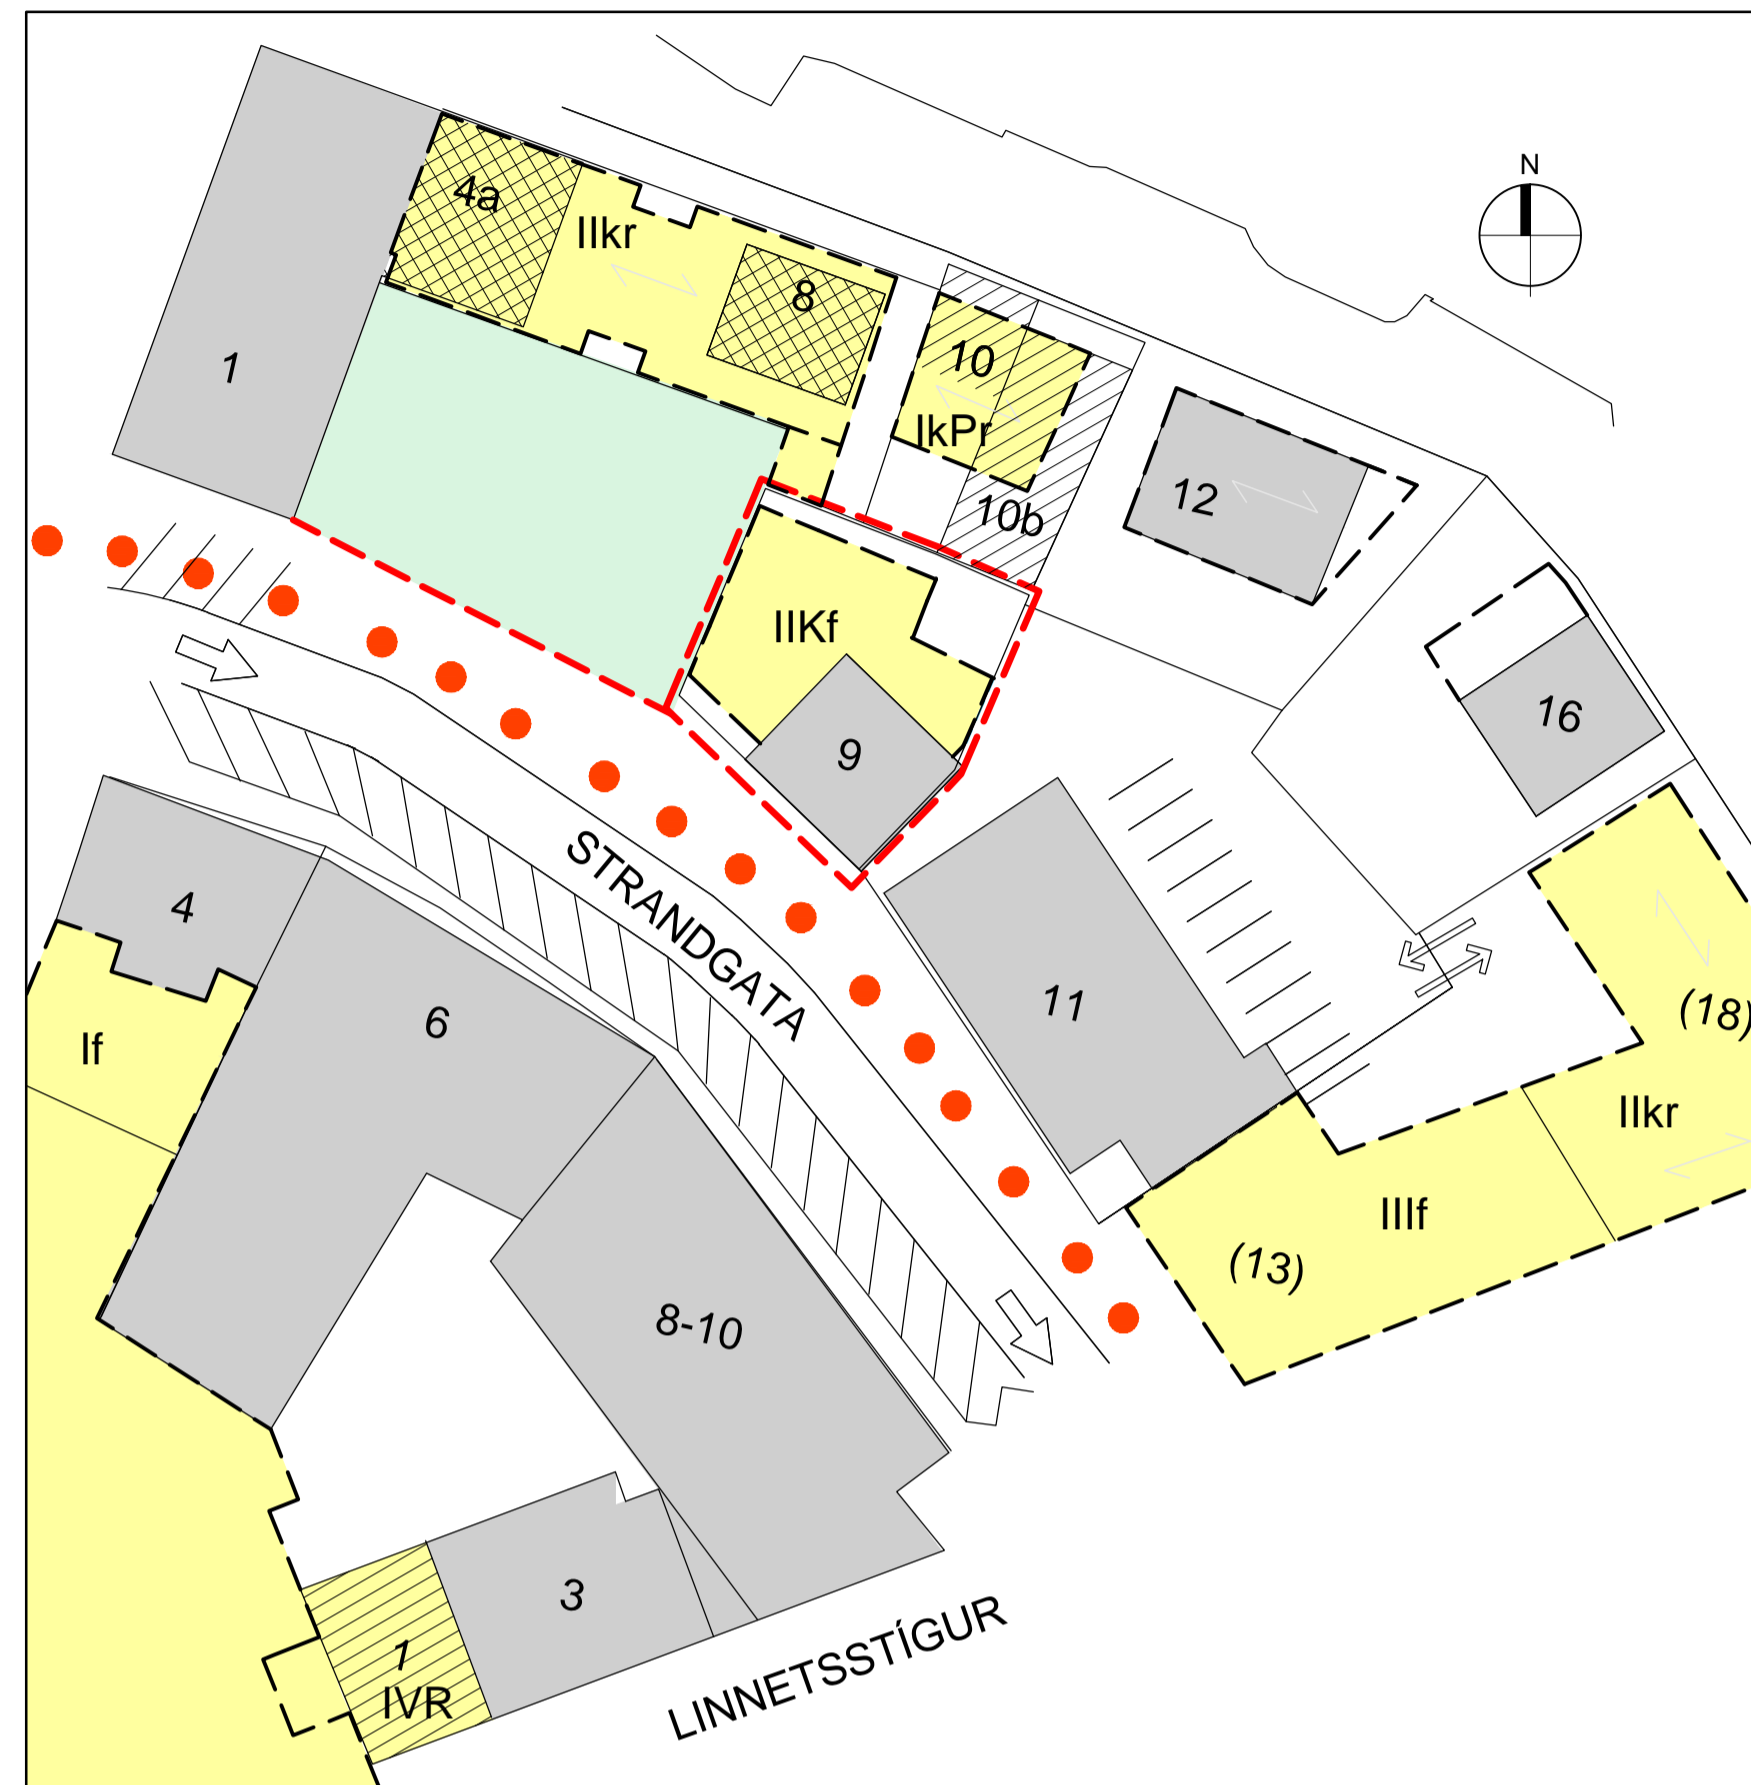 N
4a
IIkr
8
1
10
IkPr
10b
12
IIKf
16
9
STRANDGATA
4
6
11
(18)
If
IIkr
IIIf
(13)
8-10
3
1
IVR
LINNETSSTÍGUR